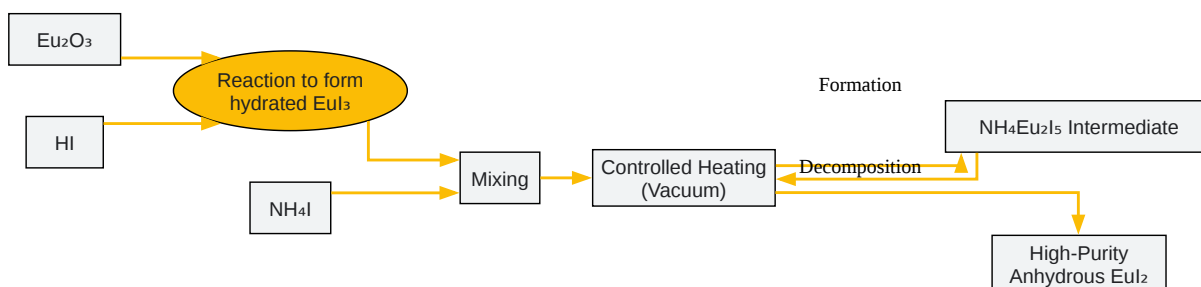 Eu₂O₃
Reaction to form
hydrated EuI₃
HI
NH₄I
Mixing
Controlled Heating
(Vacuum)
Formation
Decomposition
NH₄Eu₂I₅ Intermediate
High-Purity
Anhydrous EuI₂